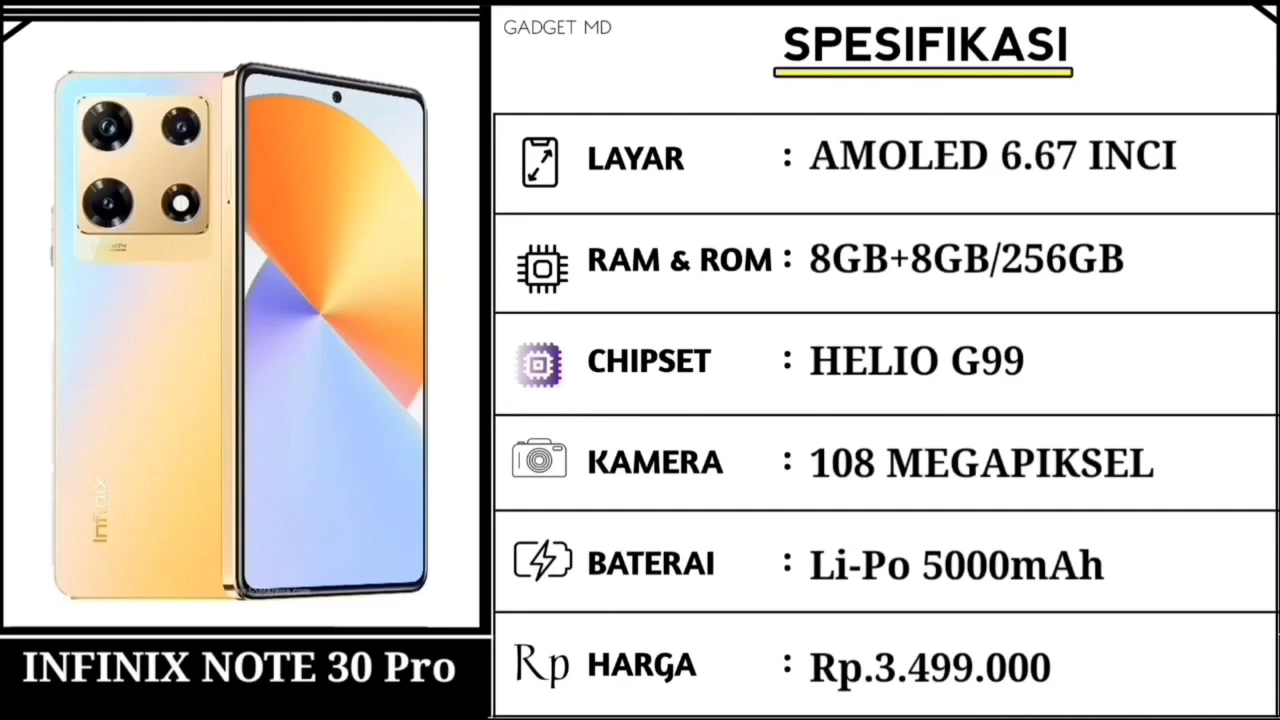 GADGET MD
SPESIFIKASI
LAYAR : AMOLED 6.67 INCI
RAM & ROM : 8GB+8GB/256GB
CHIPSET : HELIO G99
KAMERA : 108 MEGAPIKSEL
BATERAI : Li-Po 5000mAh
Rp HARGA : Rp.3.499.000
Infinix
INFINIX NOTE 30 Pro